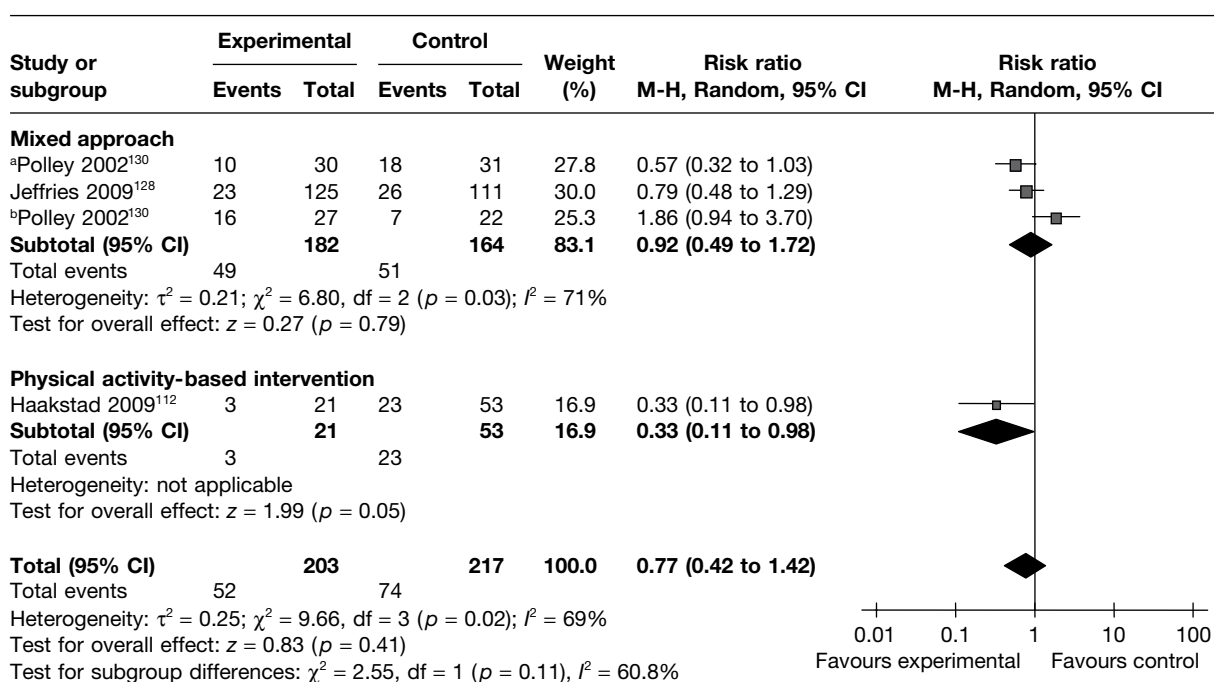 Experimental Control
Study or Weight Risk ratio Risk ratio
subgroup Events Total Events Total (%) M-H, Random, 95% CI M-H, Random, 95% CI
Mixed approach
ᵃPolley 2002¹³⁰ 10 30 18 31 27.8 0.57 (0.32 to 1.03)
Jeffries 2009¹²⁸ 23 125 26 111 30.0 0.79 (0.48 to 1.29)
ᵇPolley 2002¹³⁰ 16 27 7 22 25.3 1.86 (0.94 to 3.70)
Subtotal (95% CI) 182 164 83.1 0.92 (0.49 to 1.72)
Total events 49 51
Heterogeneity: τ² = 0.21; χ² = 6.80, df = 2 (p = 0.03); I² = 71%
Test for overall effect: z = 0.27 (p = 0.79)
Physical activity-based intervention
Haakstad 2009¹¹² 3 21 23 53 16.9 0.33 (0.11 to 0.98)
Subtotal (95% CI) 21 53 16.9 0.33 (0.11 to 0.98)
Total events 3 23
Heterogeneity: not applicable
Test for overall effect: z = 1.99 (p = 0.05)
Total (95% CI) 203 217 100.0 0.77 (0.42 to 1.42)
Total events 52 74
Heterogeneity: τ² = 0.25; χ² = 9.66, df = 3 (p = 0.02); I² = 69%
Test for overall effect: z = 0.83 (p = 0.41)
Test for subgroup differences: χ² = 2.55, df = 1 (p = 0.11), I² = 60.8%
0.01 0.1 1 10 100
Favours experimental Favours control